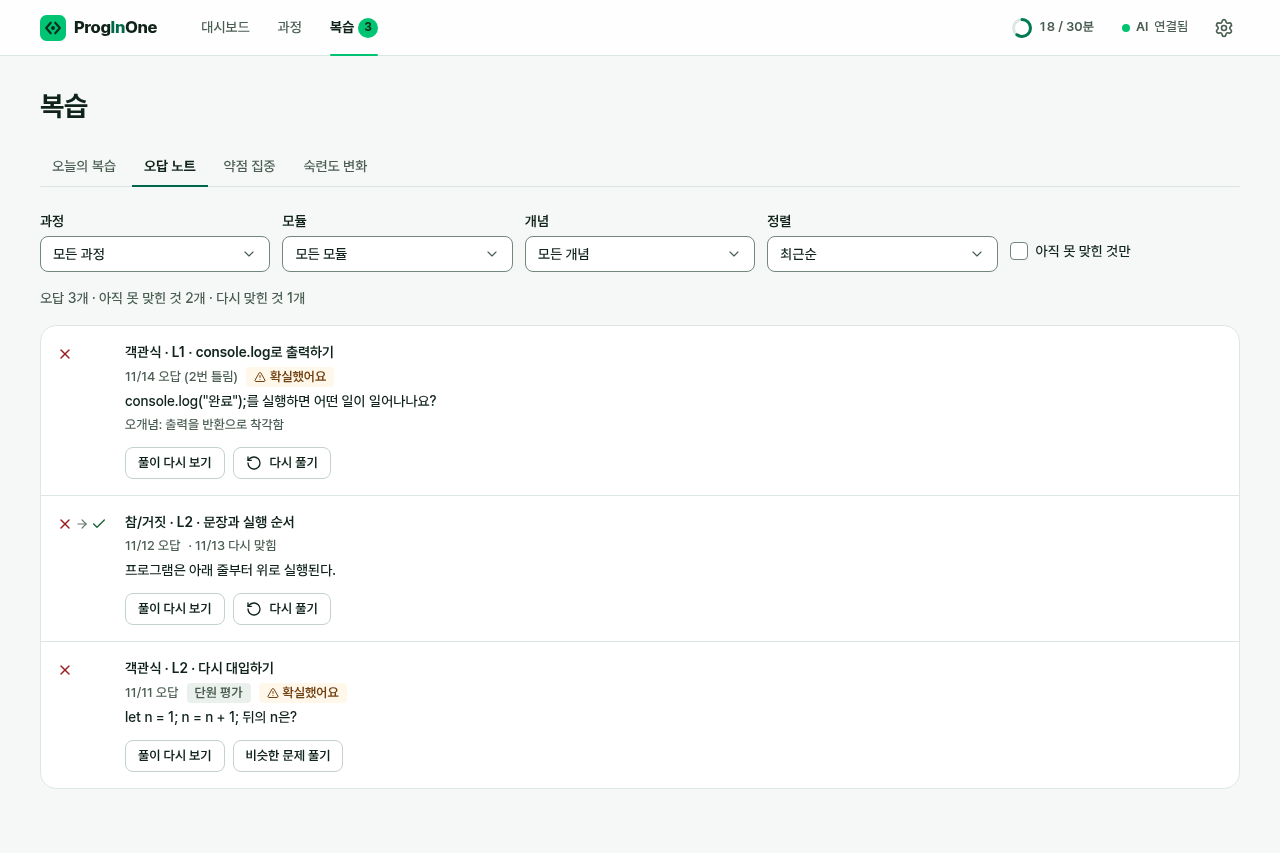 ProgInOne 대시보드 과정 복습 3 18 / 30분 AI 연결됨
복습
오늘의 복습 오답 노트 약점 집중 숙련도 변화
과정 모듈 개념 정렬
모든 과정 모든 모듈 모든 개념 최근순 아직 못 맞힌 것만
오답 3개 · 아직 못 맞힌 것 2개 · 다시 맞힌 것 1개
객관식 · L1 · console.log로 출력하기
11/14 오답 (2번 틀림) 확실했어요
console.log("완료");를 실행하면 어떤 일이 일어나나요?
오개념: 출력을 반환으로 착각함
풀이 다시 보기 다시 풀기
참/거짓 · L2 · 문장과 실행 순서
11/12 오답 · 11/13 다시 맞힘
프로그램은 아래 줄부터 위로 실행된다.
풀이 다시 보기 다시 풀기
객관식 · L2 · 다시 대입하기
11/11 오답 단원 평가 확실했어요
let n = 1; n = n + 1; 뒤의 n은?
풀이 다시 보기 비슷한 문제 풀기